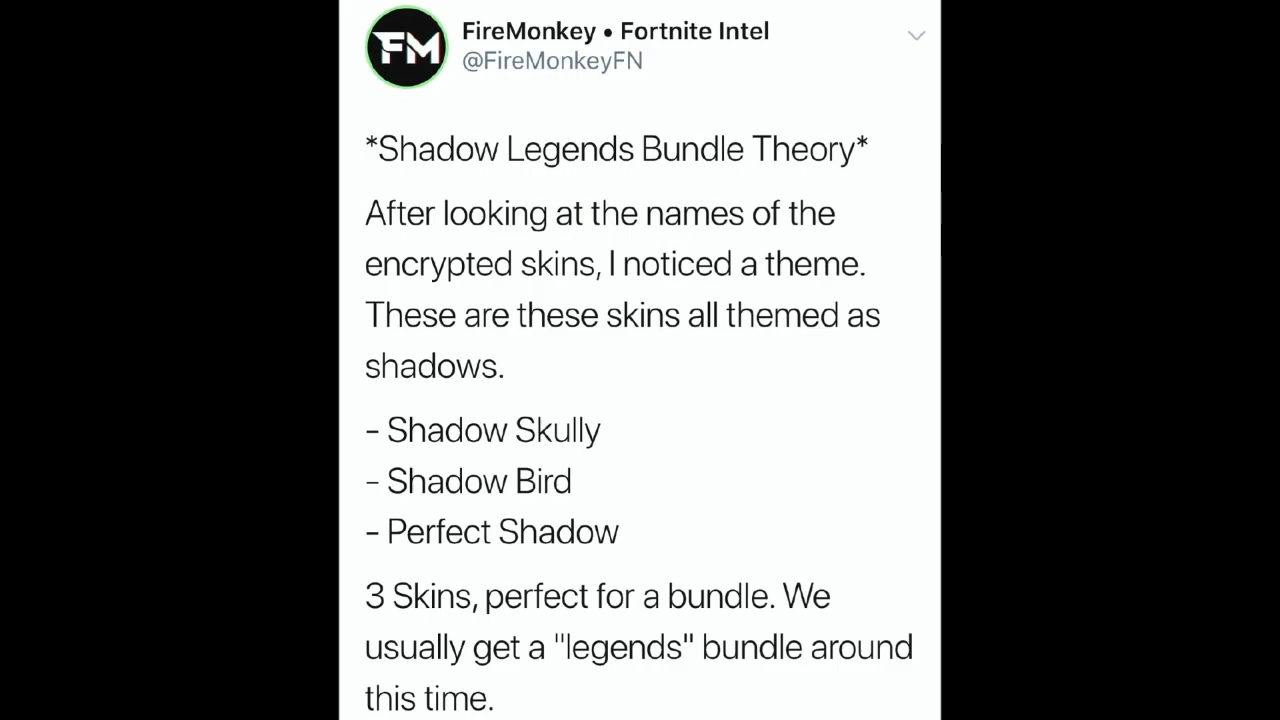 FM
FireMonkey • Fortnite Intel
@FireMonkeyFN
*Shadow Legends Bundle Theory*
After looking at the names of the
encrypted skins, I noticed a theme.
These are these skins all themed as
shadows.
- Shadow Skully
- Shadow Bird
- Perfect Shadow
3 Skins, perfect for a bundle. We
usually get a "legends" bundle around
this time.